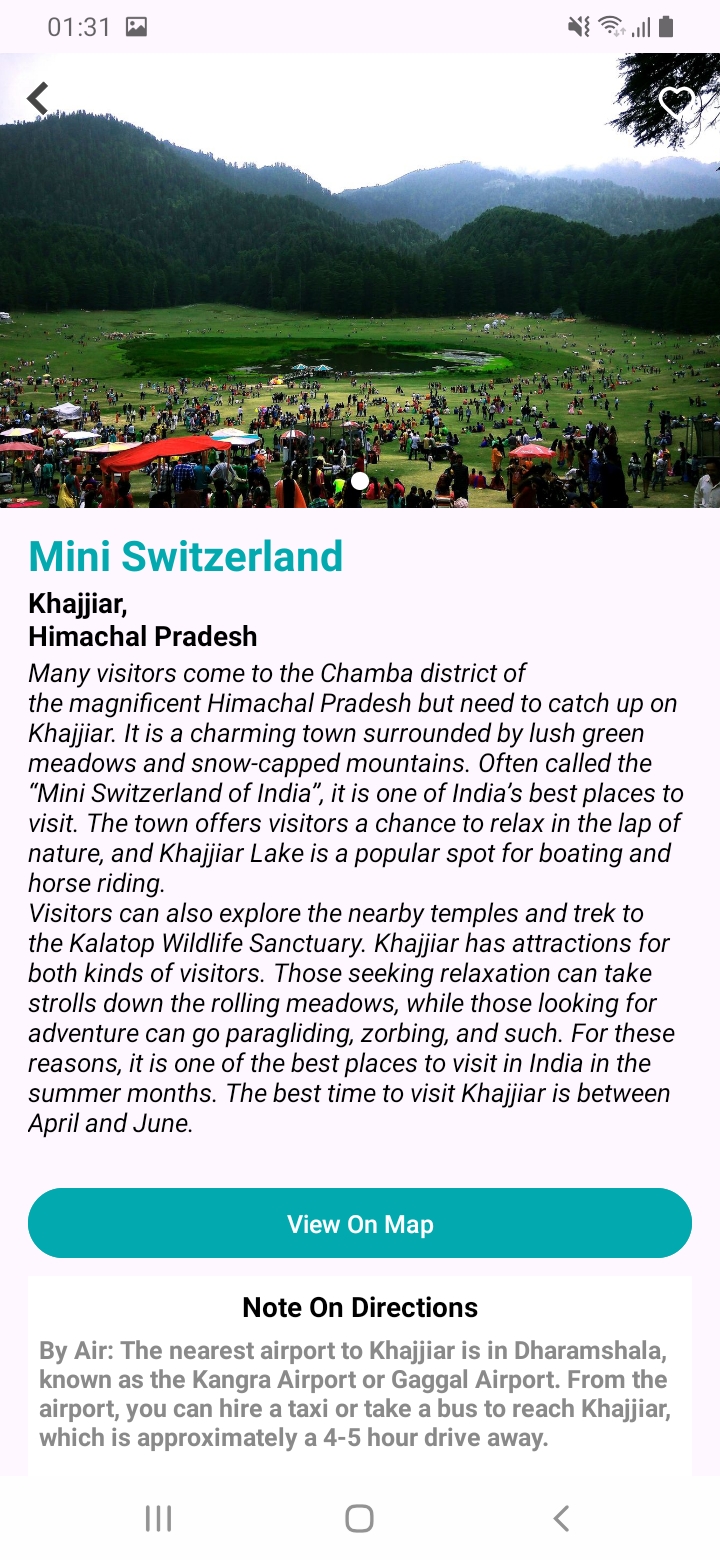 01:31
Mini Switzerland
Khajjiar,
Himachal Pradesh
Many visitors come to the Chamba district of
the magnificent Himachal Pradesh but need to catch up on
Khajjiar. It is a charming town surrounded by lush green
meadows and snow-capped mountains. Often called the
“Mini Switzerland of India”, it is one of India’s best places to
visit. The town offers visitors a chance to relax in the lap of
nature, and Khajjiar Lake is a popular spot for boating and
horse riding.
Visitors can also explore the nearby temples and trek to
the Kalatop Wildlife Sanctuary. Khajjiar has attractions for
both kinds of visitors. Those seeking relaxation can take
strolls down the rolling meadows, while those looking for
adventure can go paragliding, zorbing, and such. For these
reasons, it is one of the best places to visit in India in the
summer months. The best time to visit Khajjiar is between
April and June.
View On Map
Note On Directions
By Air: The nearest airport to Khajjiar is in Dharamshala,
known as the Kangra Airport or Gaggal Airport. From the
airport, you can hire a taxi or take a bus to reach Khajjiar,
which is approximately a 4-5 hour drive away.